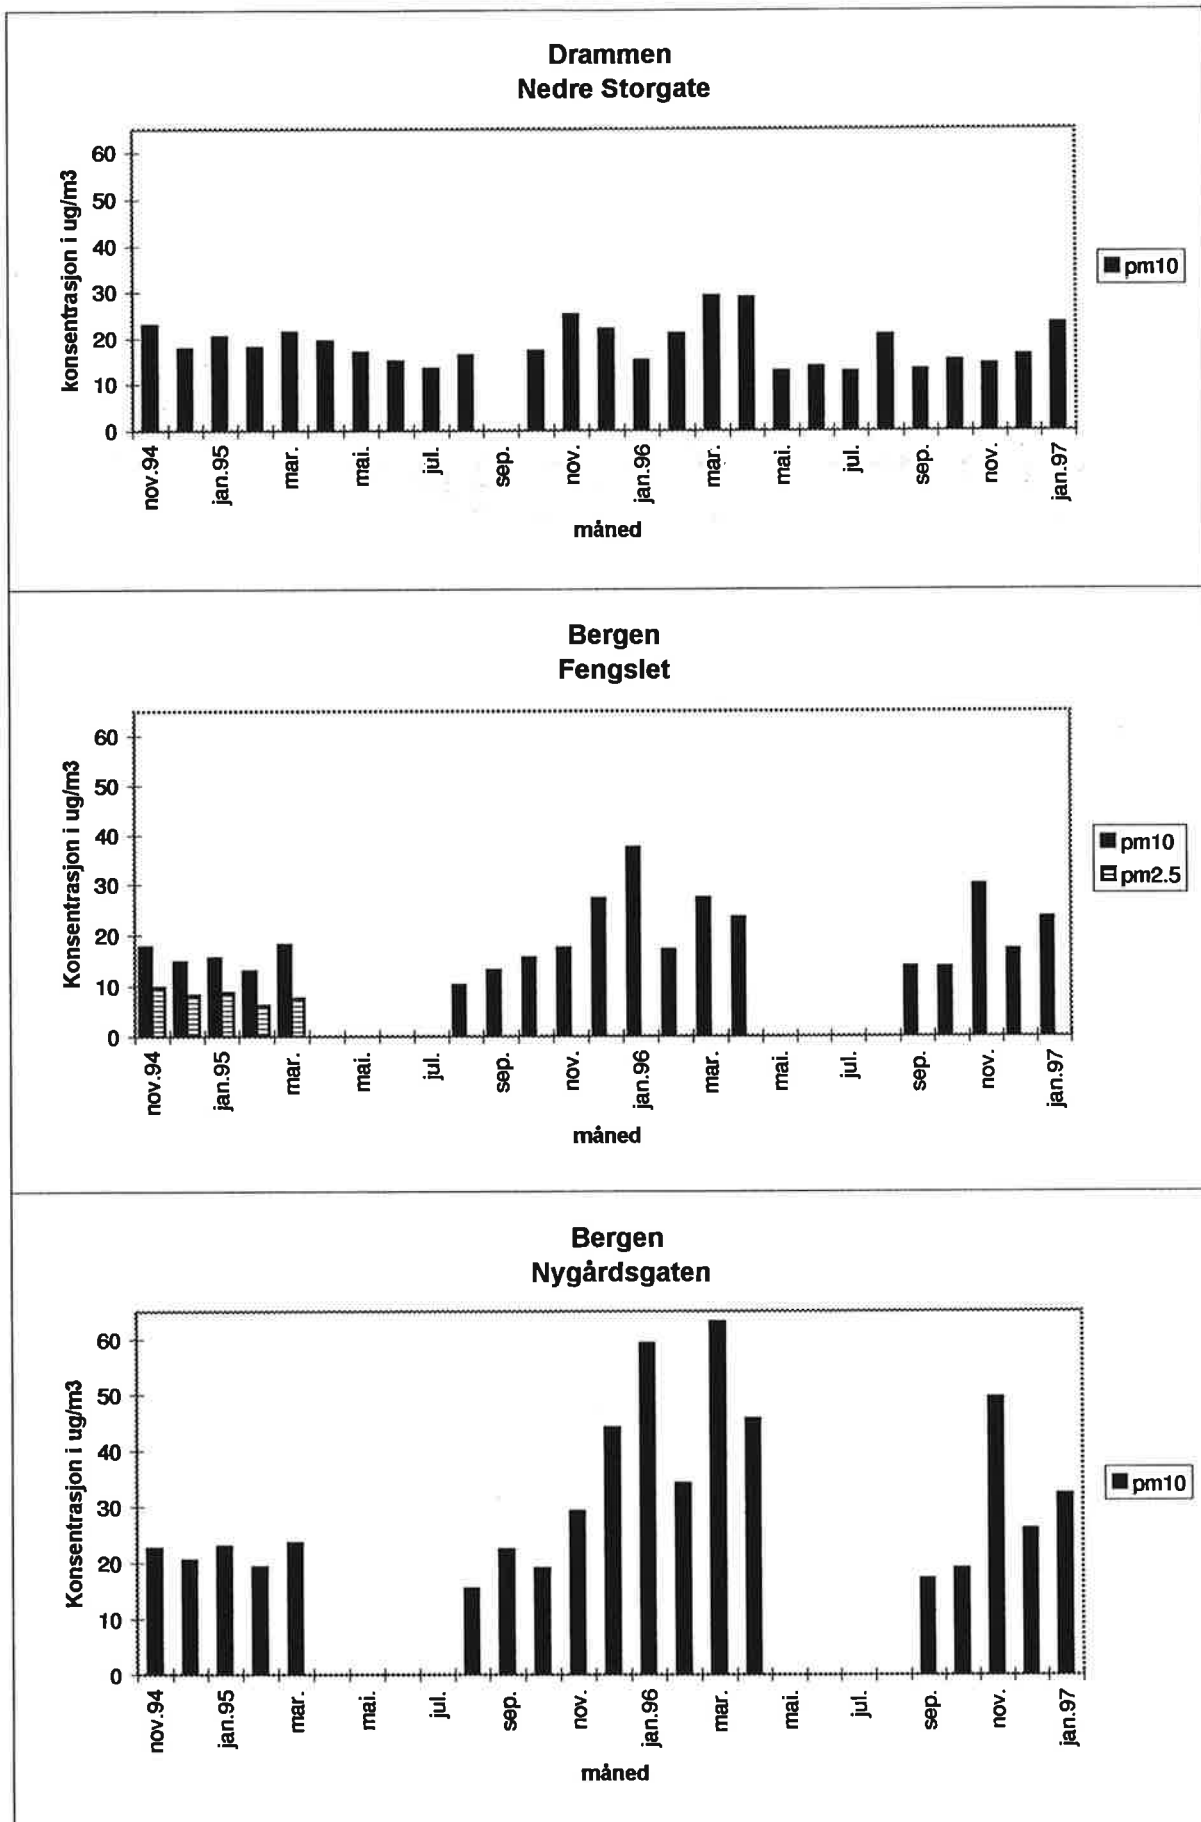 Drammen
Nedre Storgate
konsentrasjon i ug/m3
60
50
40
30
20
10
0
nov.94
jan.95
mar.
mai.
jul.
sep.
nov.
jan.96
mar.
mai.
jul.
sep.
nov.
jan.97
måned
pm10
Bergen
Fengslet
Konsentrasjon i ug/m3
60
50
40
30
20
10
0
nov.94
jan.95
mar.
mai.
jul.
sep.
nov.
jan.96
mar.
mai.
jul.
sep.
nov.
jan.97
måned
pm10
pm2.5
Bergen
Nygårdsgaten
Konsentrasjon i ug/m3
60
50
40
30
20
10
0
nov.94
jan.95
mar.
mai.
jul.
sep.
nov.
jan.96
mar.
mai.
jul.
sep.
nov.
jan.97
måned
pm10